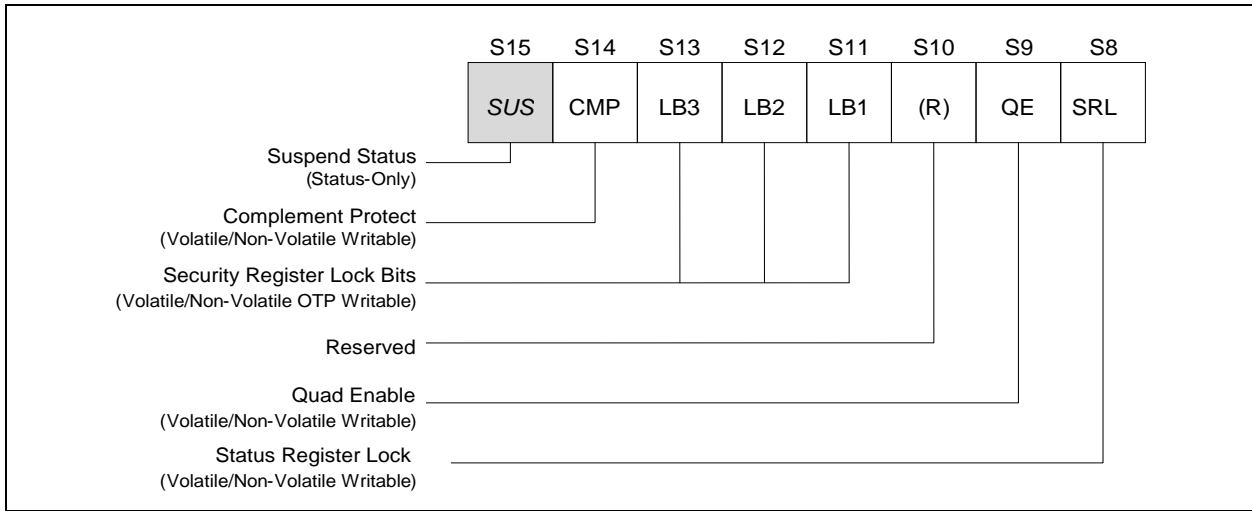 S15 S14 S13 S12 S11 S10 S9 S8
SUS CMP LB3 LB2 LB1 (R) QE SRL
Suspend Status
(Status-Only)
Complement Protect
(Volatile/Non-Volatile Writable)
Security Register Lock Bits
(Volatile/Non-Volatile OTP Writable)
Reserved
Quad Enable
(Volatile/Non-Volatile Writable)
Status Register Lock
(Volatile/Non-Volatile Writable)